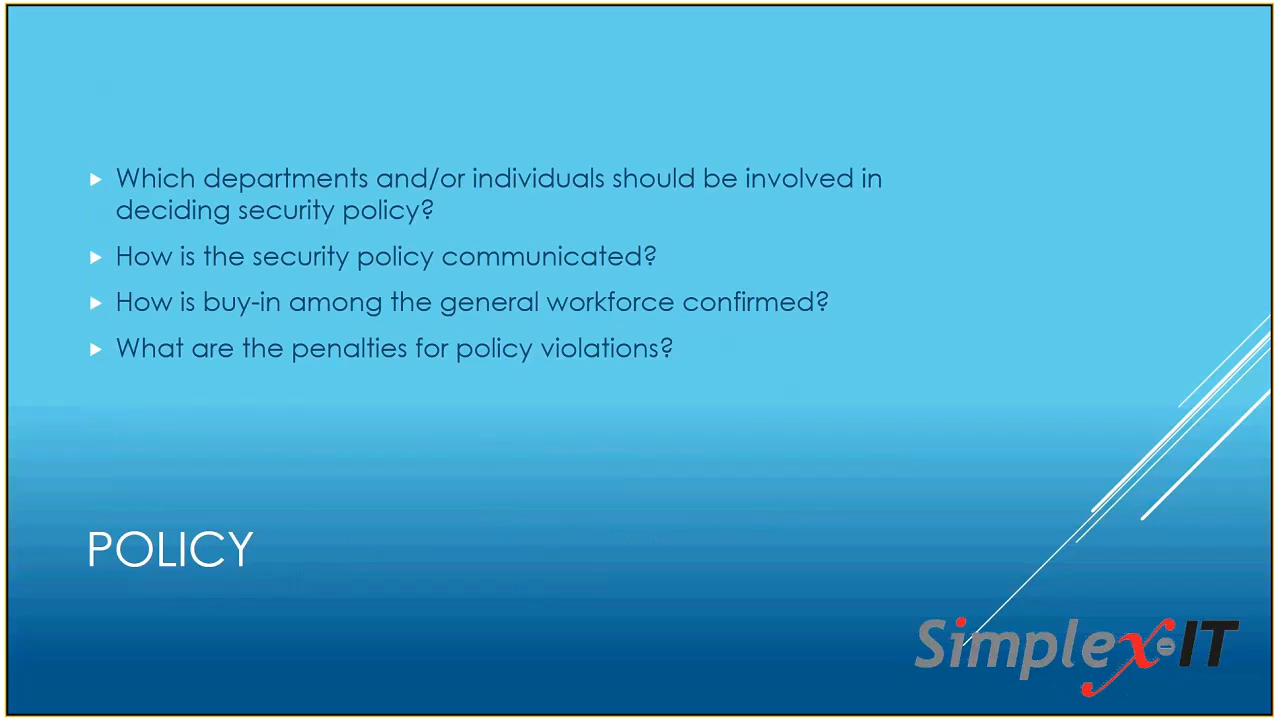 Which departments and/or individuals should be involved in
deciding security policy?
How is the security policy communicated?
How is buy-in among the general workforce confirmed?
What are the penalties for policy violations?
POLICY
Simplex-IT